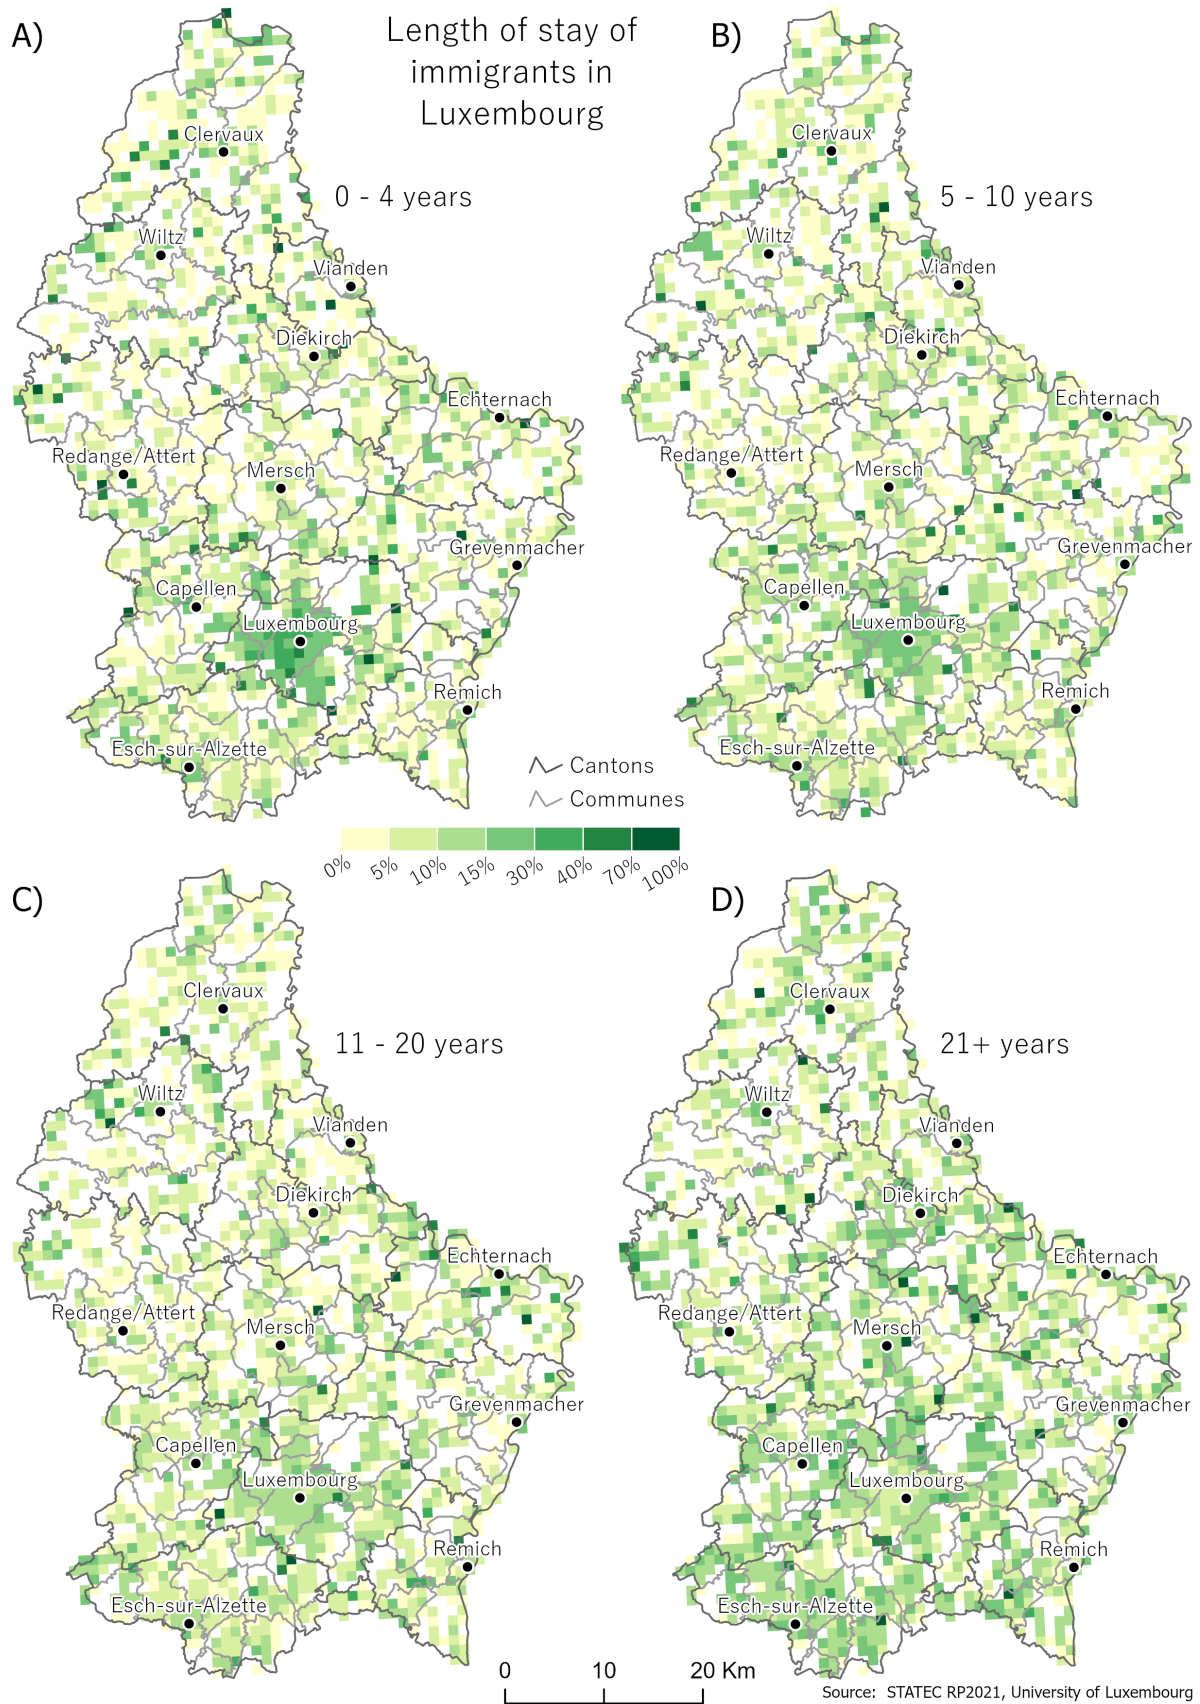 A)
Length of stay of
immigrants in
Luxembourg
B)
Clervaux
0 - 4 years
Wiltz
Vianden
Diekirch
Echternach
Redange/Attert
Mersch
Grevenmacher
Capellen
Luxembourg
Remich
Esch-sur-Alzette
Clervaux
5 - 10 years
Wiltz
Vianden
Diekirch
Echternach
Redange/Attert
Mersch
Grevenmacher
Capellen
Luxembourg
Remich
Esch-sur-Alzette
Cantons
Communes
0% 5% 10% 15% 30% 40% 70% 100%
C)
Clervaux
11 - 20 years
Wiltz
Vianden
Diekirch
Echternach
Redange/Attert
Mersch
Grevenmacher
Capellen
Luxembourg
Remich
Esch-sur-Alzette
D)
Clervaux
21+ years
Wiltz
Vianden
Diekirch
Echternach
Redange/Attert
Mersch
Grevenmacher
Capellen
Luxembourg
Remich
Esch-sur-Alzette
0 10 20 Km
Source: STATEC RP2021, University of Luxembourg